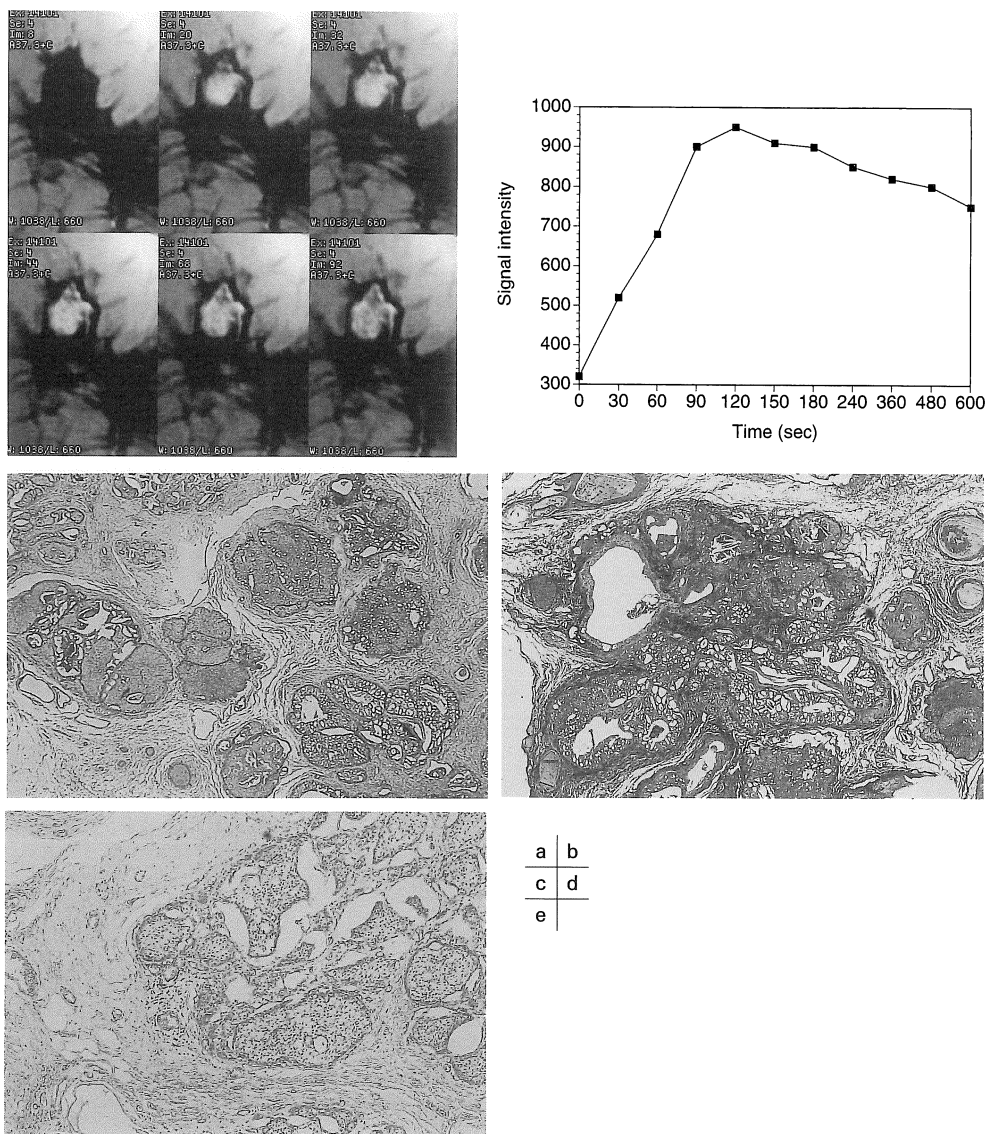 Ex: 14101
Se: 4
Im: 8
A37.3+C
W: 1038/L: 660
Ex: 14101
Se: 4
Im: 20
A37.3+C
W: 1038/L: 660
Ex: 14101
Se: 4
Im: 32
A37.3+C
W: 1038/L: 660
Ex: 14101
Se: 4
Im: 44
A37.3+C
W: 1038/L: 660
Ex: 14101
Se: 4
Im: 68
A37.3+C
W: 1038/L: 660
Ex: 14101
Se: 4
Im: 92
A37.3+C
W: 1038/L: 660
1000
900
800
700
600
500
400
300
Signal intensity
0 30 60 90 120 150 180 240 360 480 600
Time (sec)
a b
c d
e